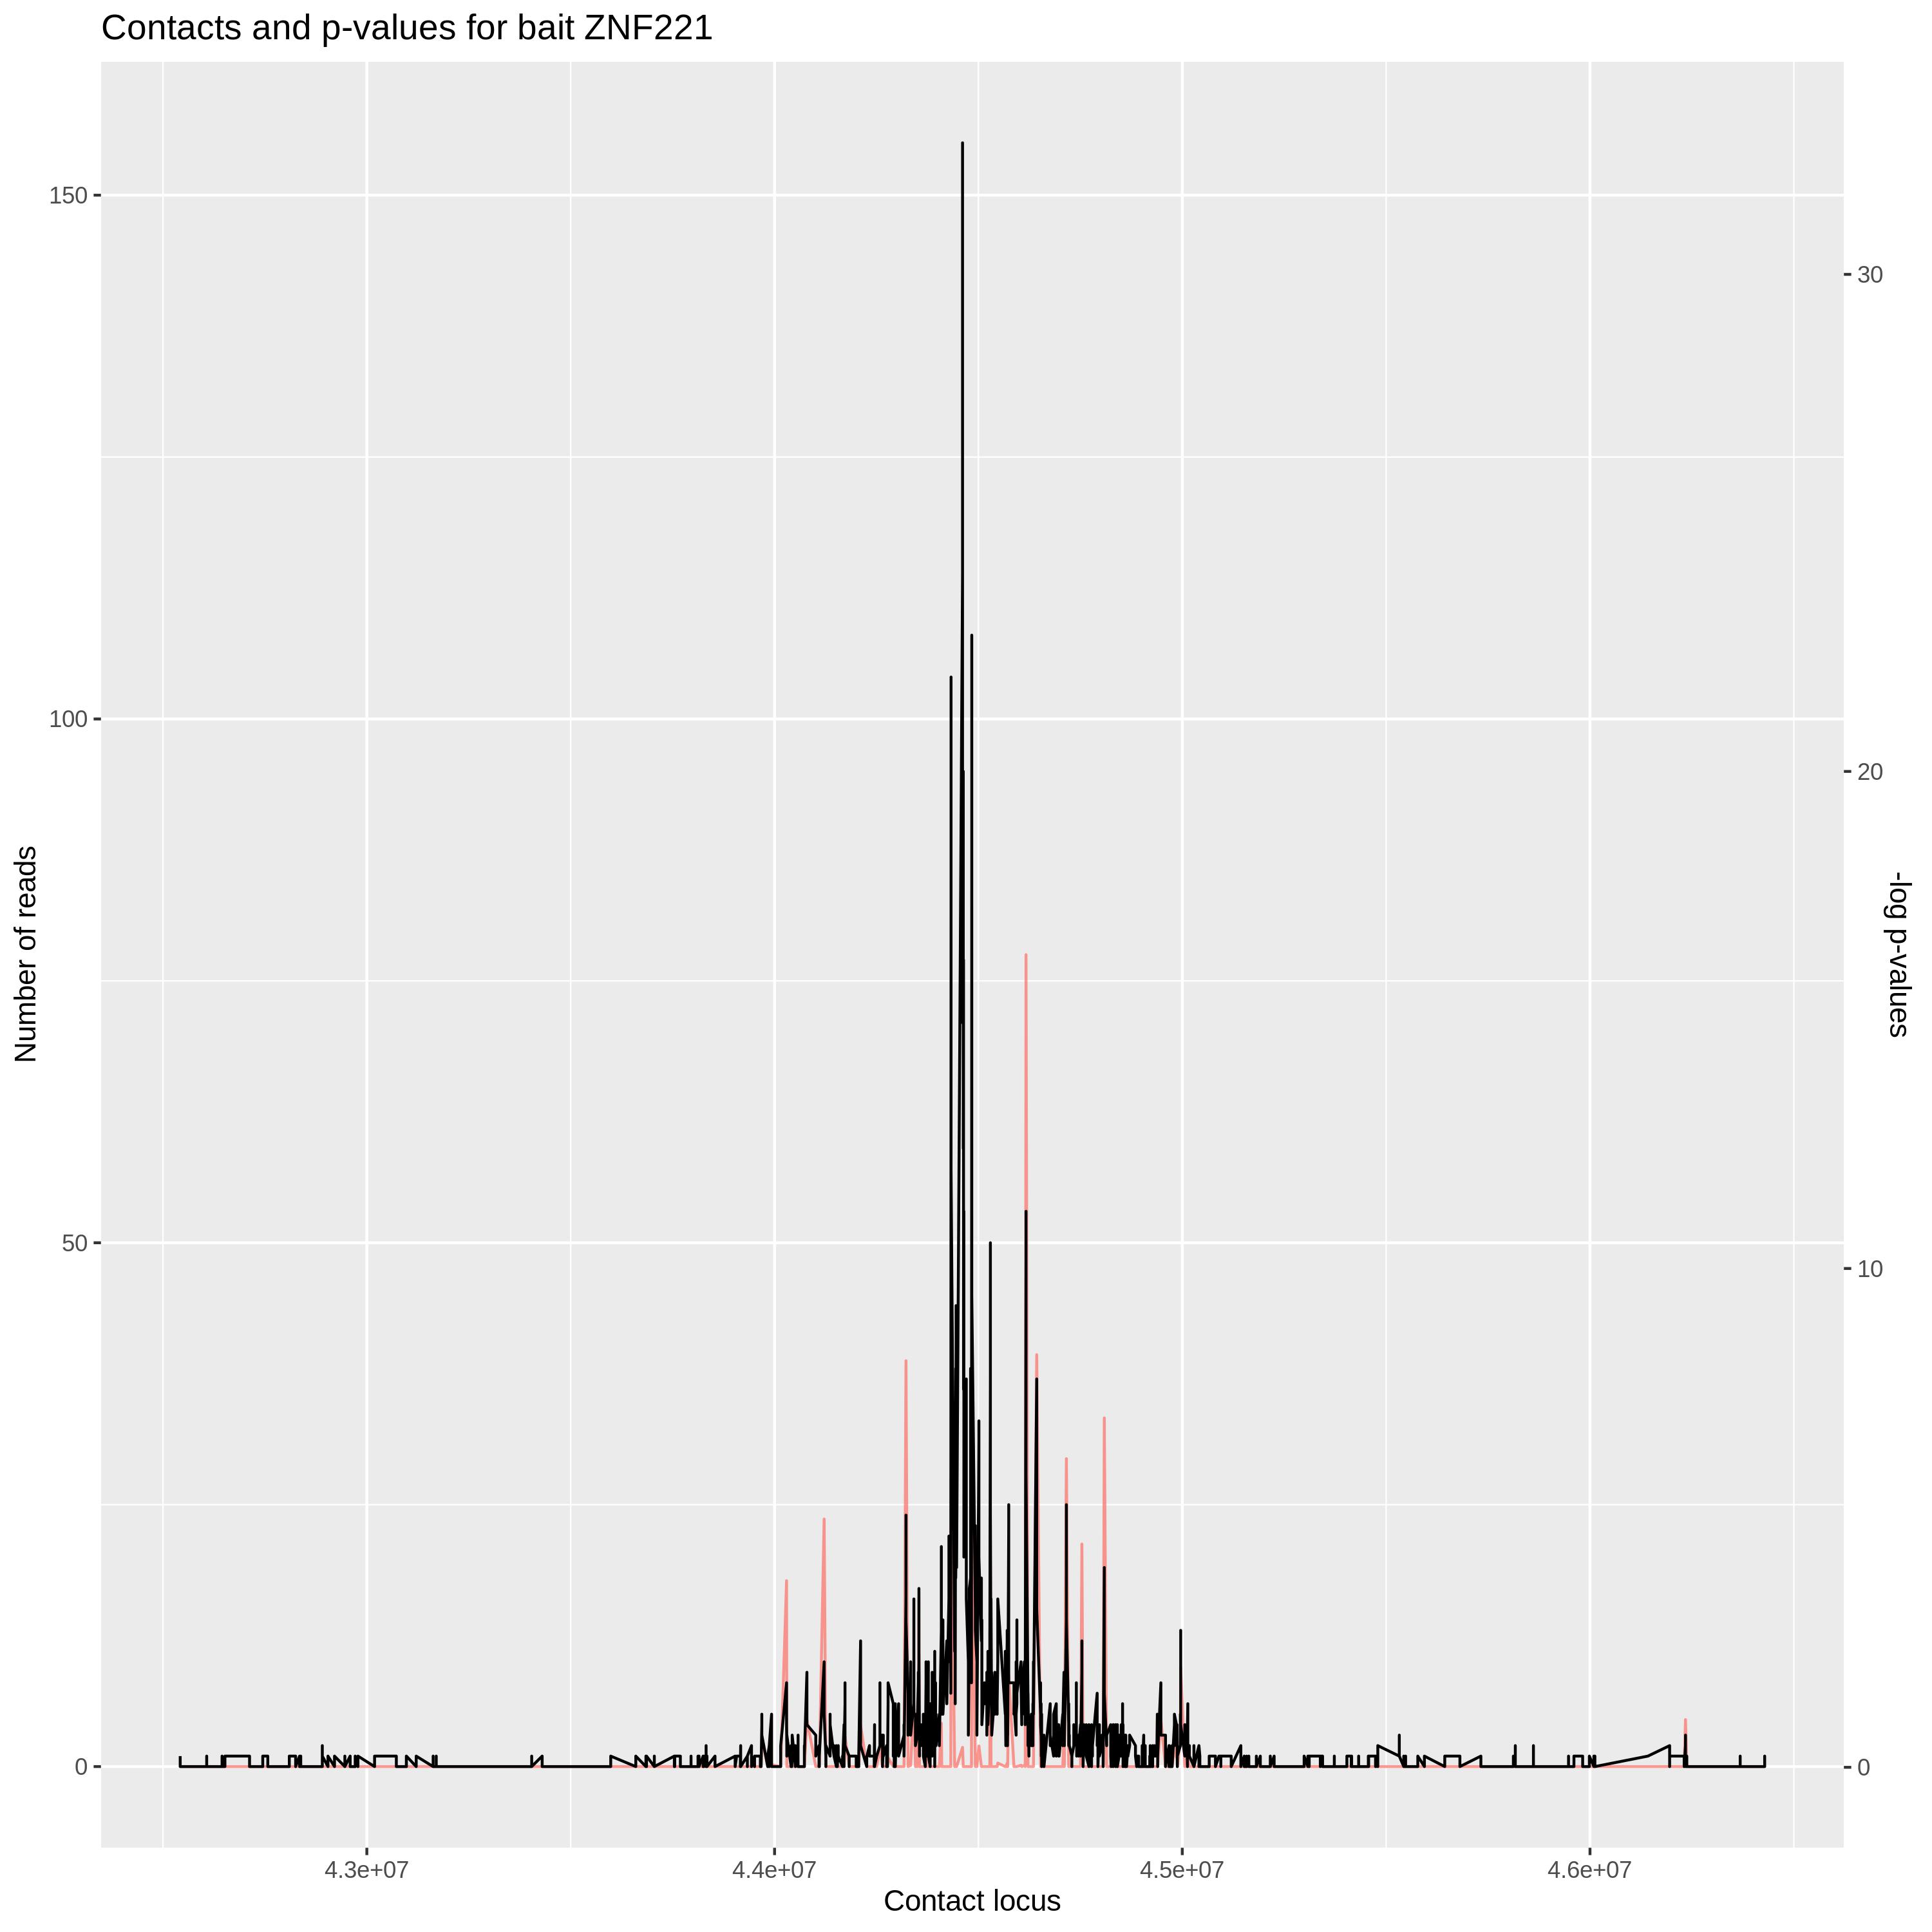 Contacts and p-values for bait ZNF221
Number of reads
150
100
50
0
30
20
10
0
-log p-values
4.3e+07 4.4e+07 4.5e+07 4.6e+07
Contact locus